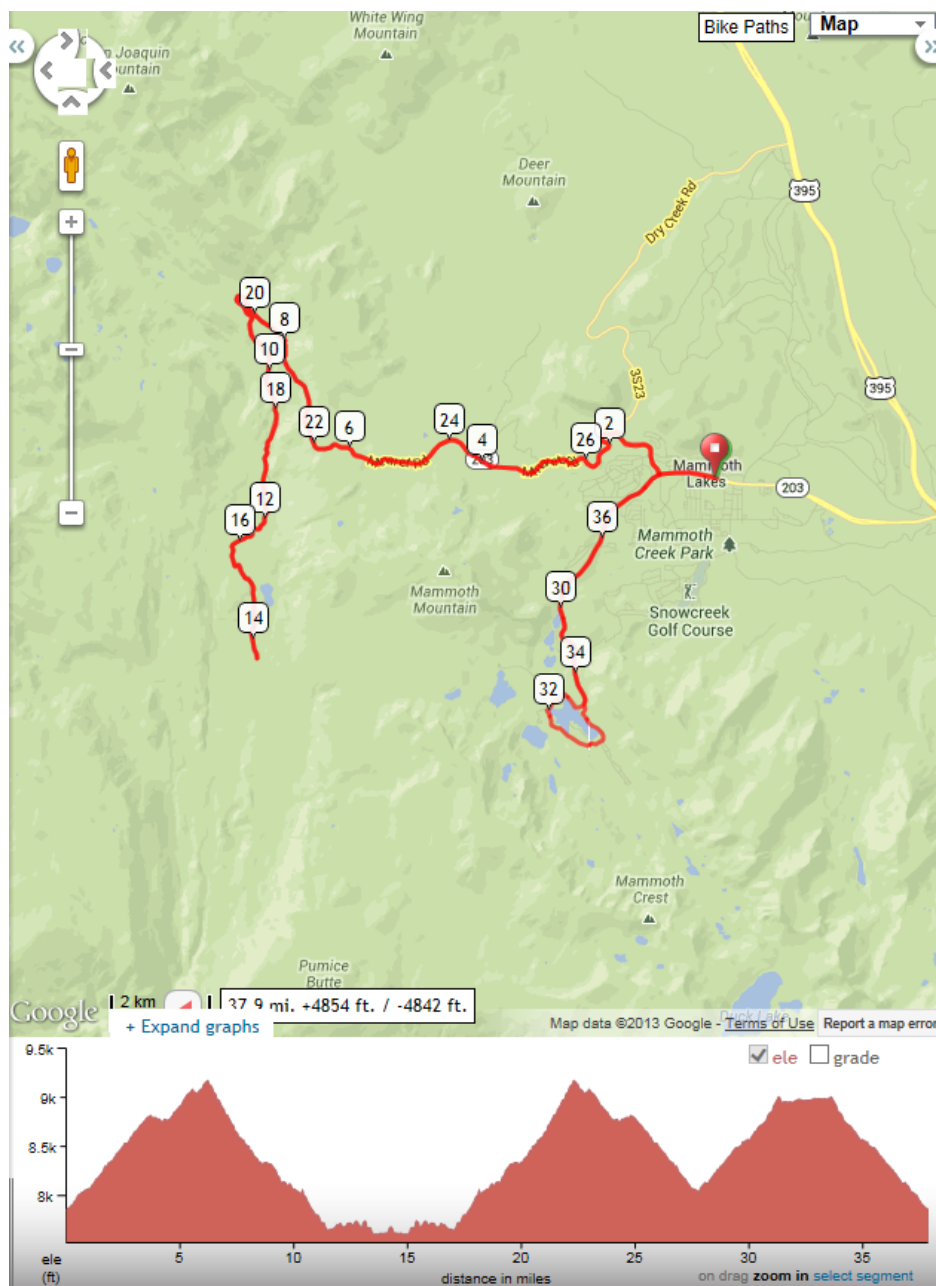 White Wing
Mountain
Bike Paths
Map
Joaquin
ountain
Deer
Mountain
395
Dry Creek Rd
3S23
395
20
8
10
18
22
6
24
4
26
2
203
Mammoth
Lakes
203
12
16
36
Mammoth
Creek Park
Mammoth
Mountain
30
Snowcreek
Golf Course
14
34
32
Mammoth
Crest
Pumice
Butte
Google
2 km
37.9 mi. +4854 ft. / -4842 ft.
+ Expand graphs
Duck Lake
Map data ©2013 Google - Terms of Use
Report a map error
9.5k
9k
8.5k
8k
ele
grade
ele
(ft)
5
10
15
20
25
30
35
distance in miles
on drag zoom in select segment